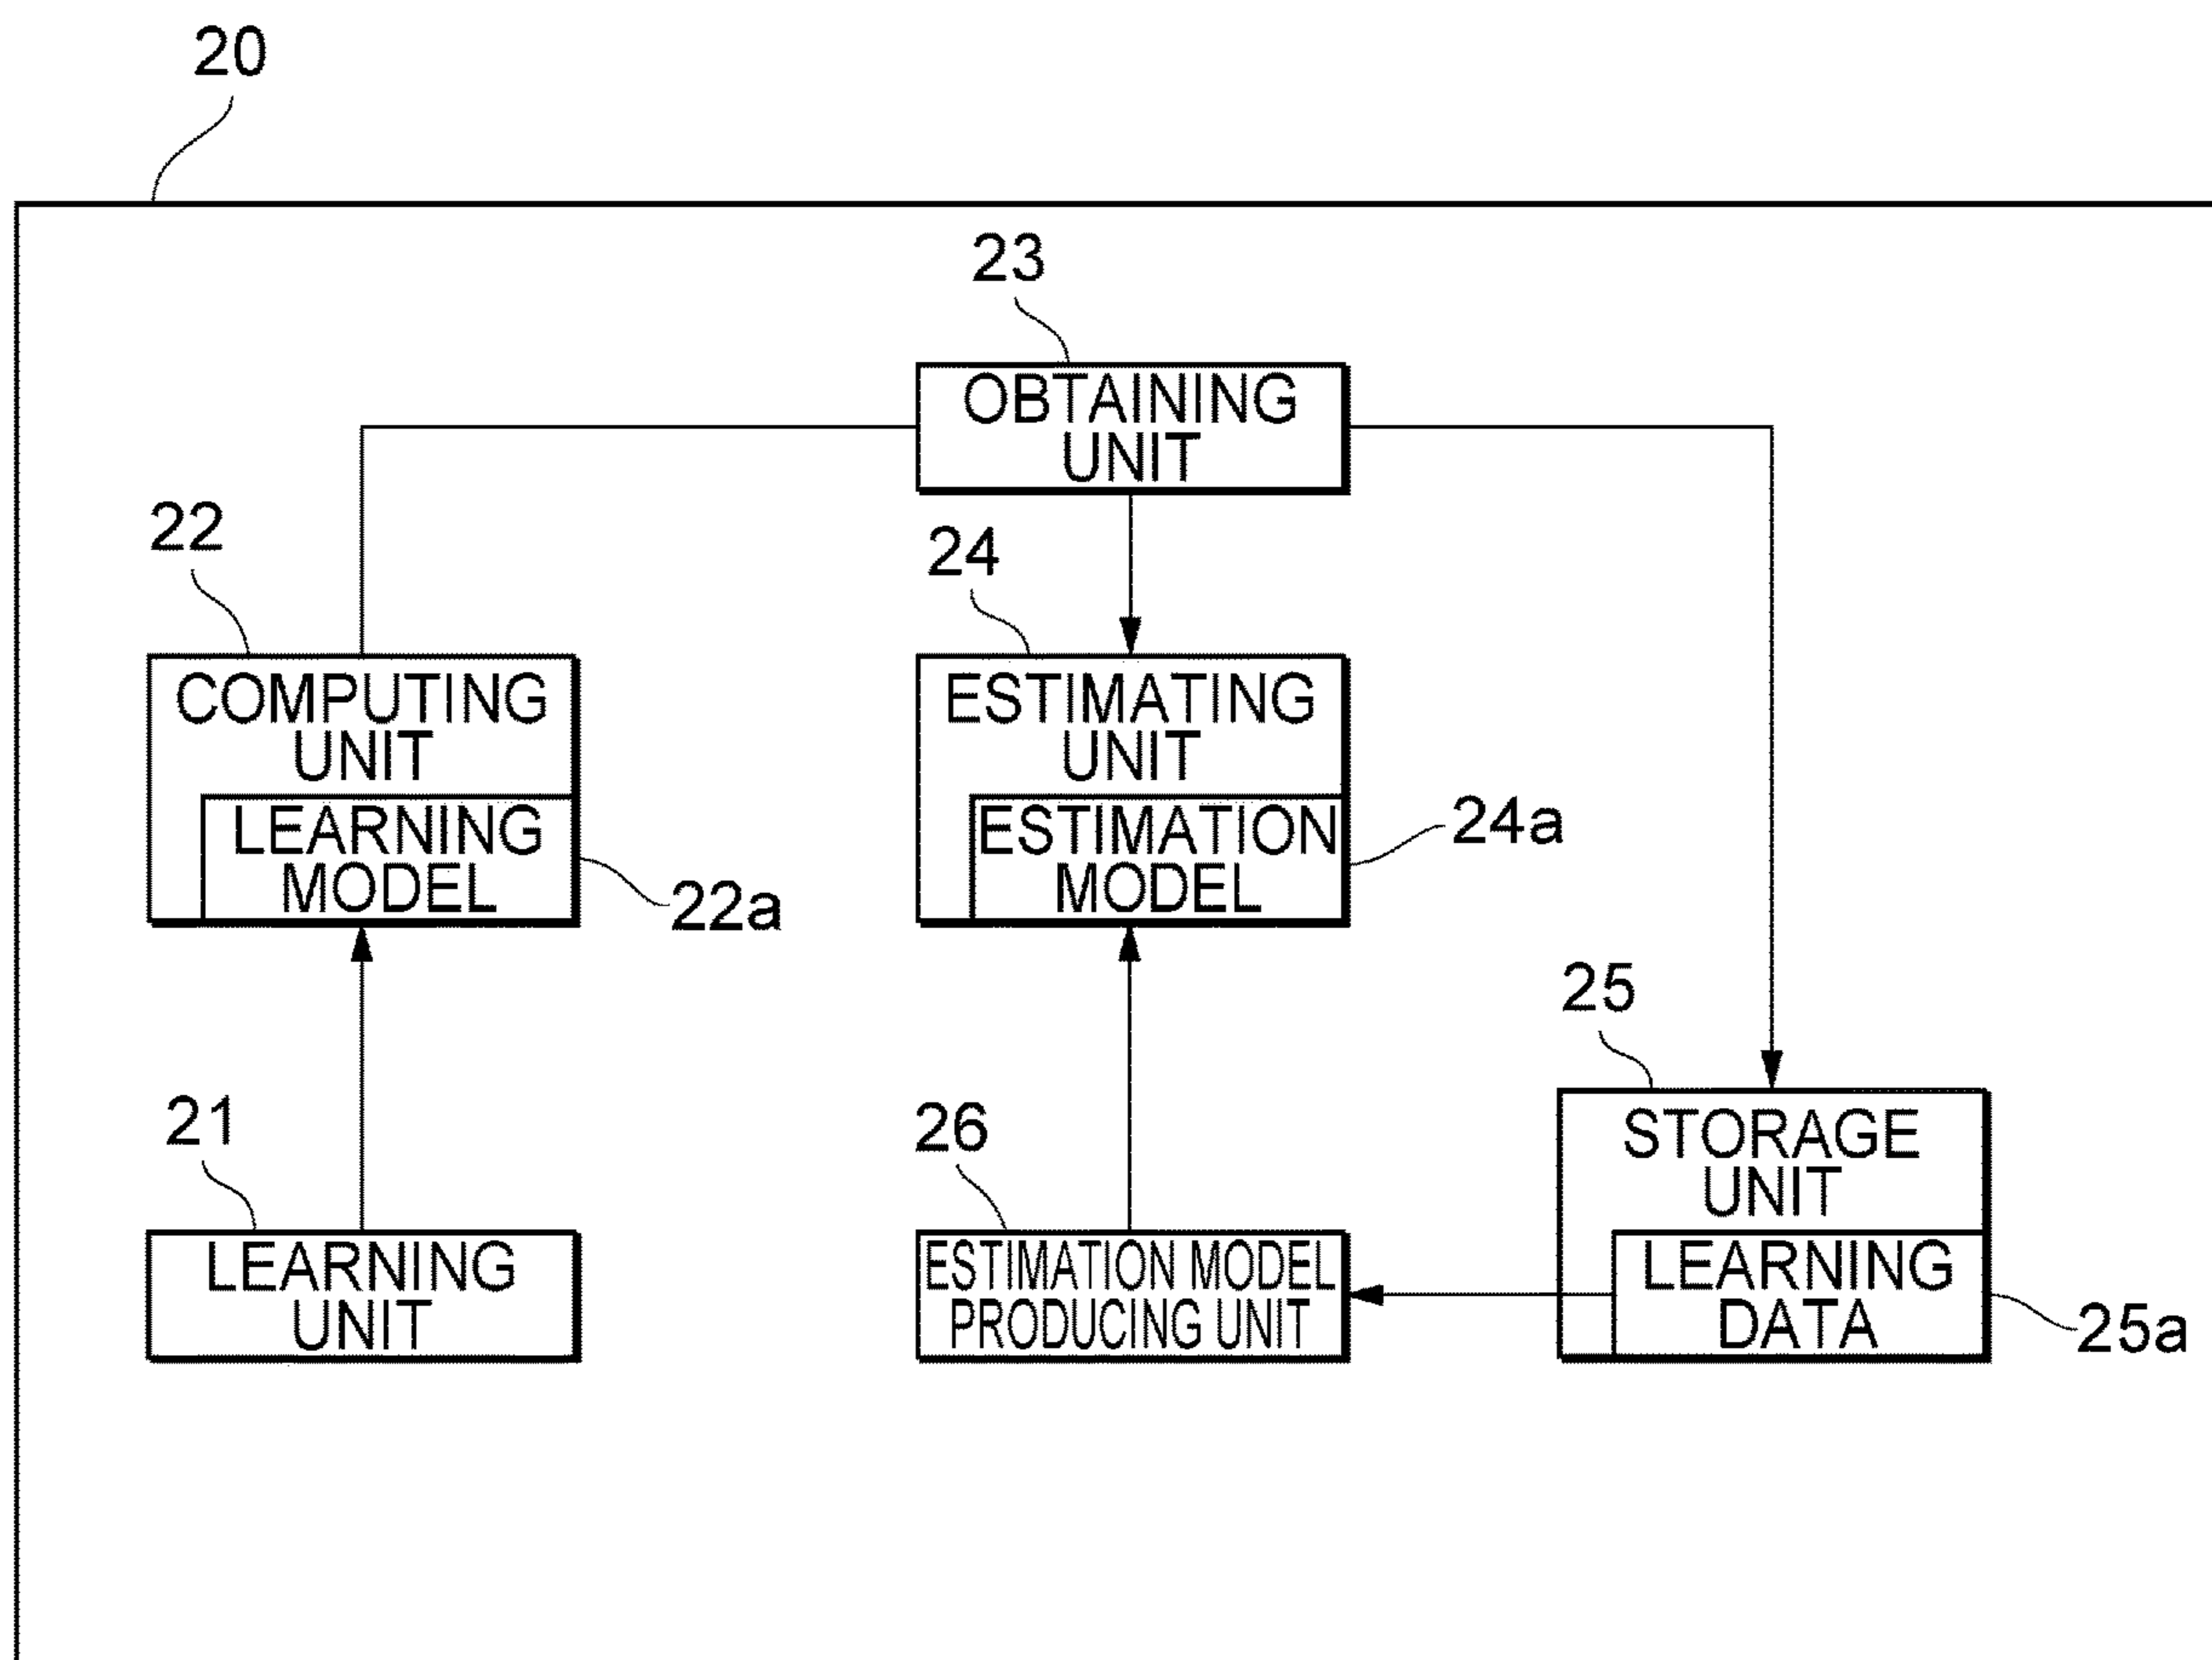 20
23
OBTAINING
UNIT
22
24
COMPUTING
UNIT
LEARNING
MODEL
22a
ESTIMATING
UNIT
ESTIMATION
MODEL
24a
25
STORAGE
UNIT
LEARNING
DATA
25a
21
LEARNING
UNIT
26
ESTIMATION MODEL
PRODUCING UNIT